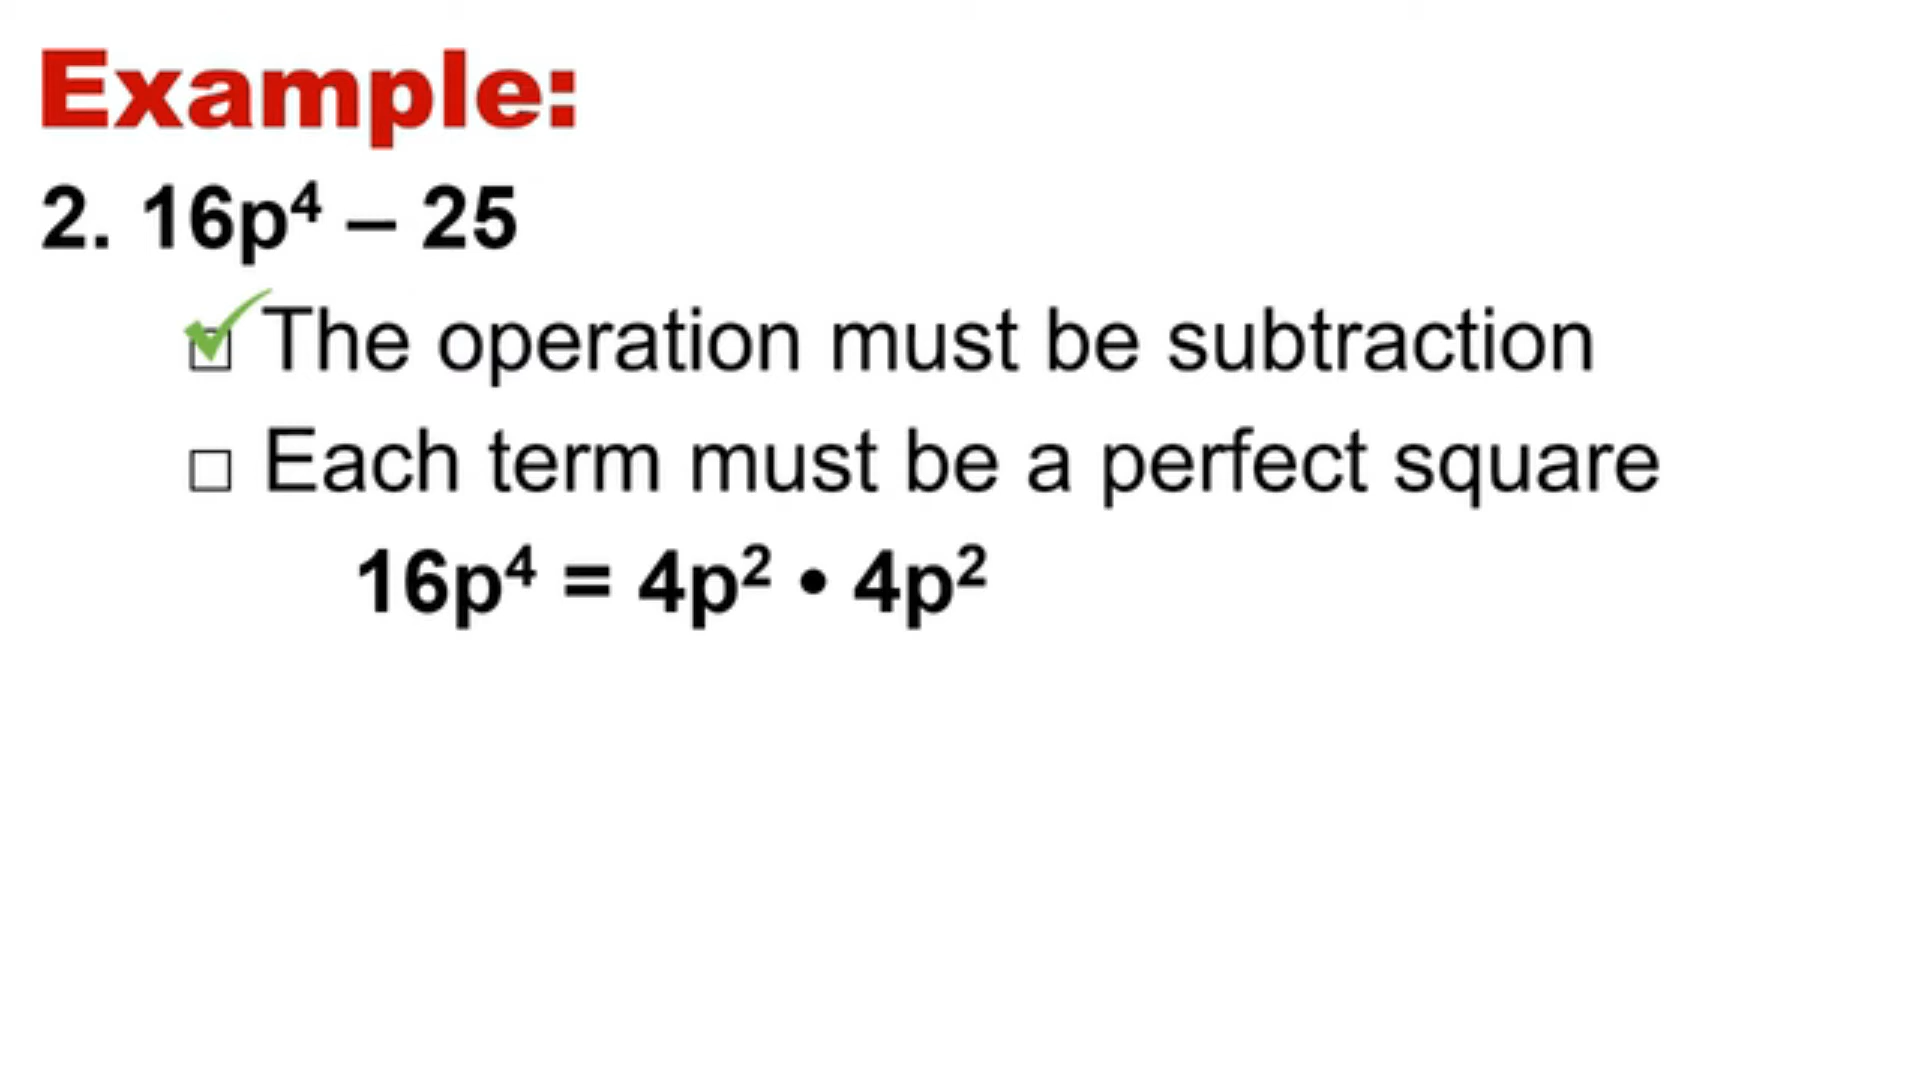 Example:
2. 16p⁴ – 25
The operation must be subtraction
Each term must be a perfect square
16p⁴ = 4p² • 4p²